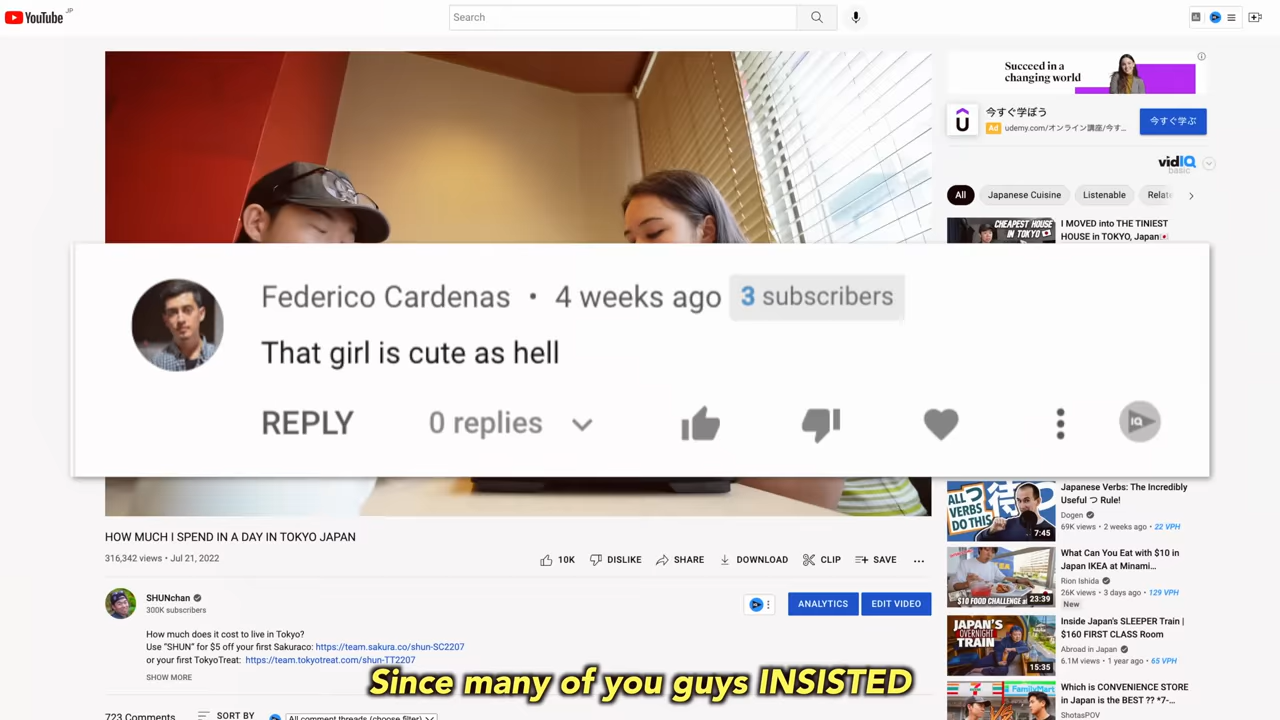 YouTube JP
Search
Succeed in a
changing world
今すぐ学ぼう
Ad udemy.com/オンライン講座/今す...
今すぐ学ぶ
vidIQ
basic
All
Japanese Cuisine
Listenable
CHEAPEST HOUSE
IN TOKYO
I MOVED into THE TINIEST
HOUSE in TOKYO, Japan🇯🇵
Federico Cardenas • 4 weeks ago 3 subscribers
That girl is cute as hell
REPLY 0 replies
IQ
ALL つ 待
VERBS
DO THIS
7:45
Japanese Verbs: The Incredibly
Useful つ Rule!
Dogen
69K views • 2 weeks ago • 22 VPH
HOW MUCH I SPEND IN A DAY IN TOKYO JAPAN
316,342 views • Jul 21, 2022
10K
DISLIKE
SHARE
DOWNLOAD
CLIP
SAVE
...
$10 FOOD CHALLENGE
23:39
What Can You Eat with $10 in
Japan IKEA at Minami...
Rion Ishida
26K views • 3 days ago • 129 VPH
New
SHUNchan
300K subscribers
ANALYTICS
EDIT VIDEO
JAPAN'S
OVERNIGHT
TRAIN
15:35
Inside Japan's SLEEPER Train |
$160 FIRST CLASS Room
Abroad in Japan
6.1M views • 1 year ago • 65 VPH
How much does it cost to live in Tokyo?
Use "SHUN" for $5 off your first Sakuraco: https://team.sakura.co/shun-SC2207
or your first TokyoTreat: https://team.tokyotreat.com/shun-TT2207
SHOW MORE
Since many of you guys INSISTED
FamilyMart
Which is CONVENIENCE STORE
in Japan is the BEST ?? *7-
ShotasPOV
723 Comments
SORT BY
All comment threads (choose filter)